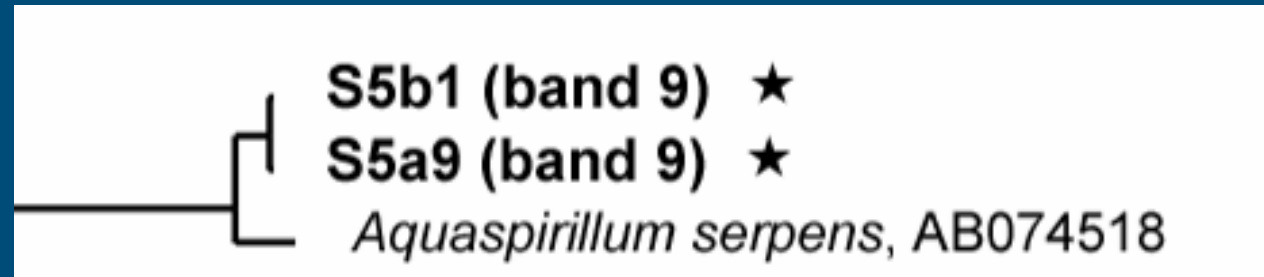 S5b1 (band 9) ★
S5a9 (band 9) ★
Aquaspirillum serpens, AB074518